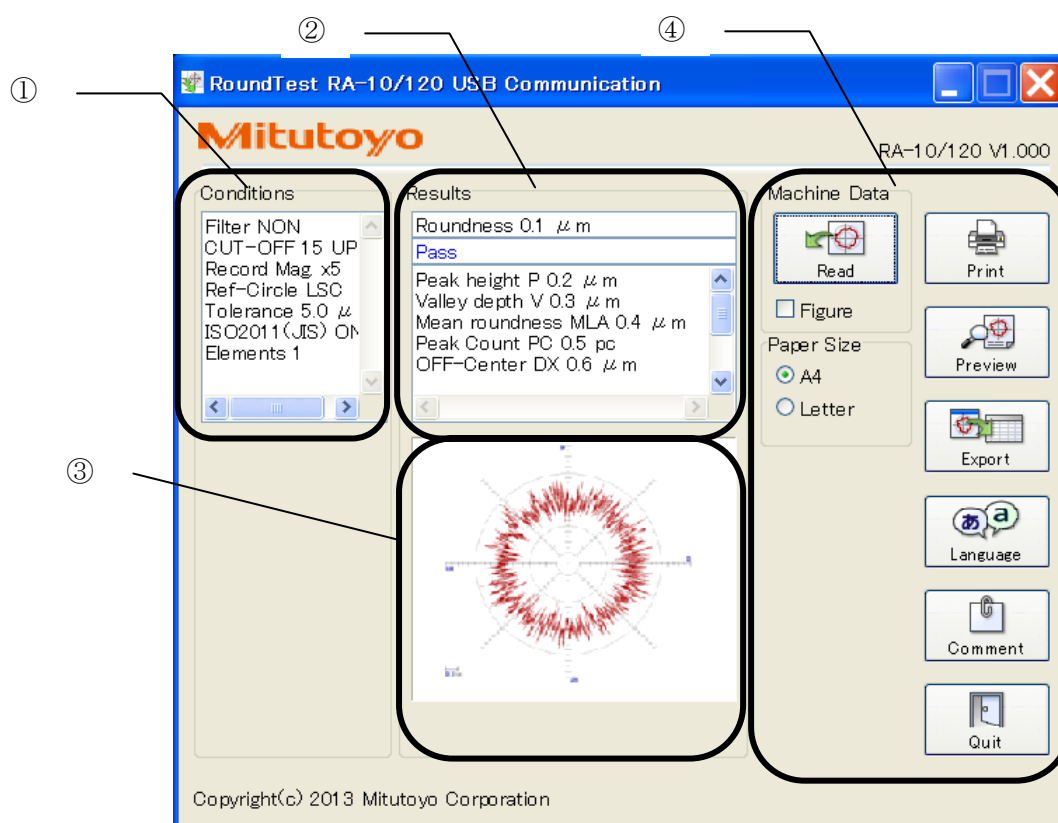 ②
④
①
RoundTest RA-10/120 USB Communication
Mitutoyo
RA-10/120 V1.000
Conditions
Filter NON
CUT-OFF 15 UP
Record Mag. x5
Ref-Circle LSC
Tolerance 5.0 μ
ISO2011(JIS) ON
Elements 1
Results
Roundness 0.1 μm
Pass
Peak height P 0.2 μm
Valley depth V 0.3 μm
Mean roundness MLA 0.4 μm
Peak Count PC 0.5 pc
OFF-Center DX 0.6 μm
③
Machine Data
Read
Figure
Paper Size
A4
Letter
Print
Preview
Export
あ a
Language
Comment
Quit
Copyright(c) 2013 Mitutoyo Corporation